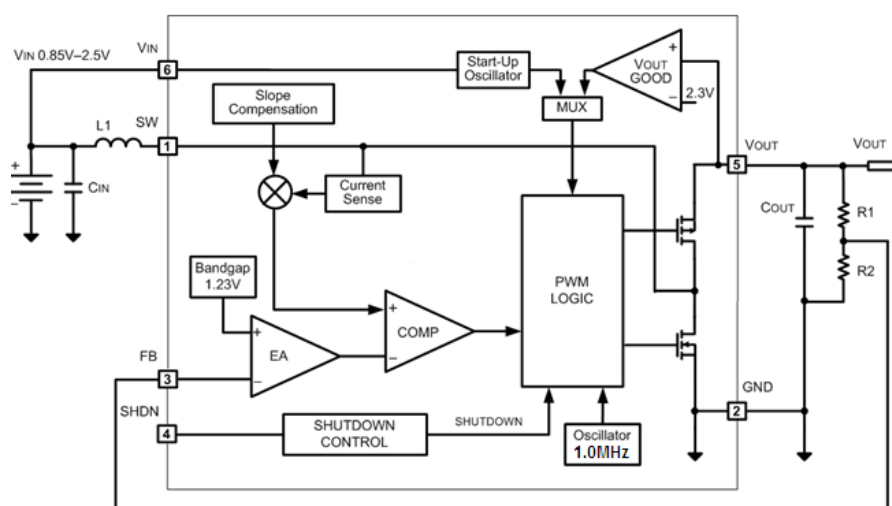 VIN 0.85V–2.5V
VIN
6
Start-Up
Oscillator
VOUT
GOOD
+
−
2.3V
MUX
Slope
Compensation
L1
SW
1
+
−
CIN
Current
Sense
VOUT
5
VOUT
COUT
R1
R2
Bandgap
1.23V
PWM
LOGIC
+
−
COMP
+
−
EA
FB
3
GND
2
SHDN
4
SHUTDOWN
CONTROL
SHUTDOWN
Oscillator
1.0MHz